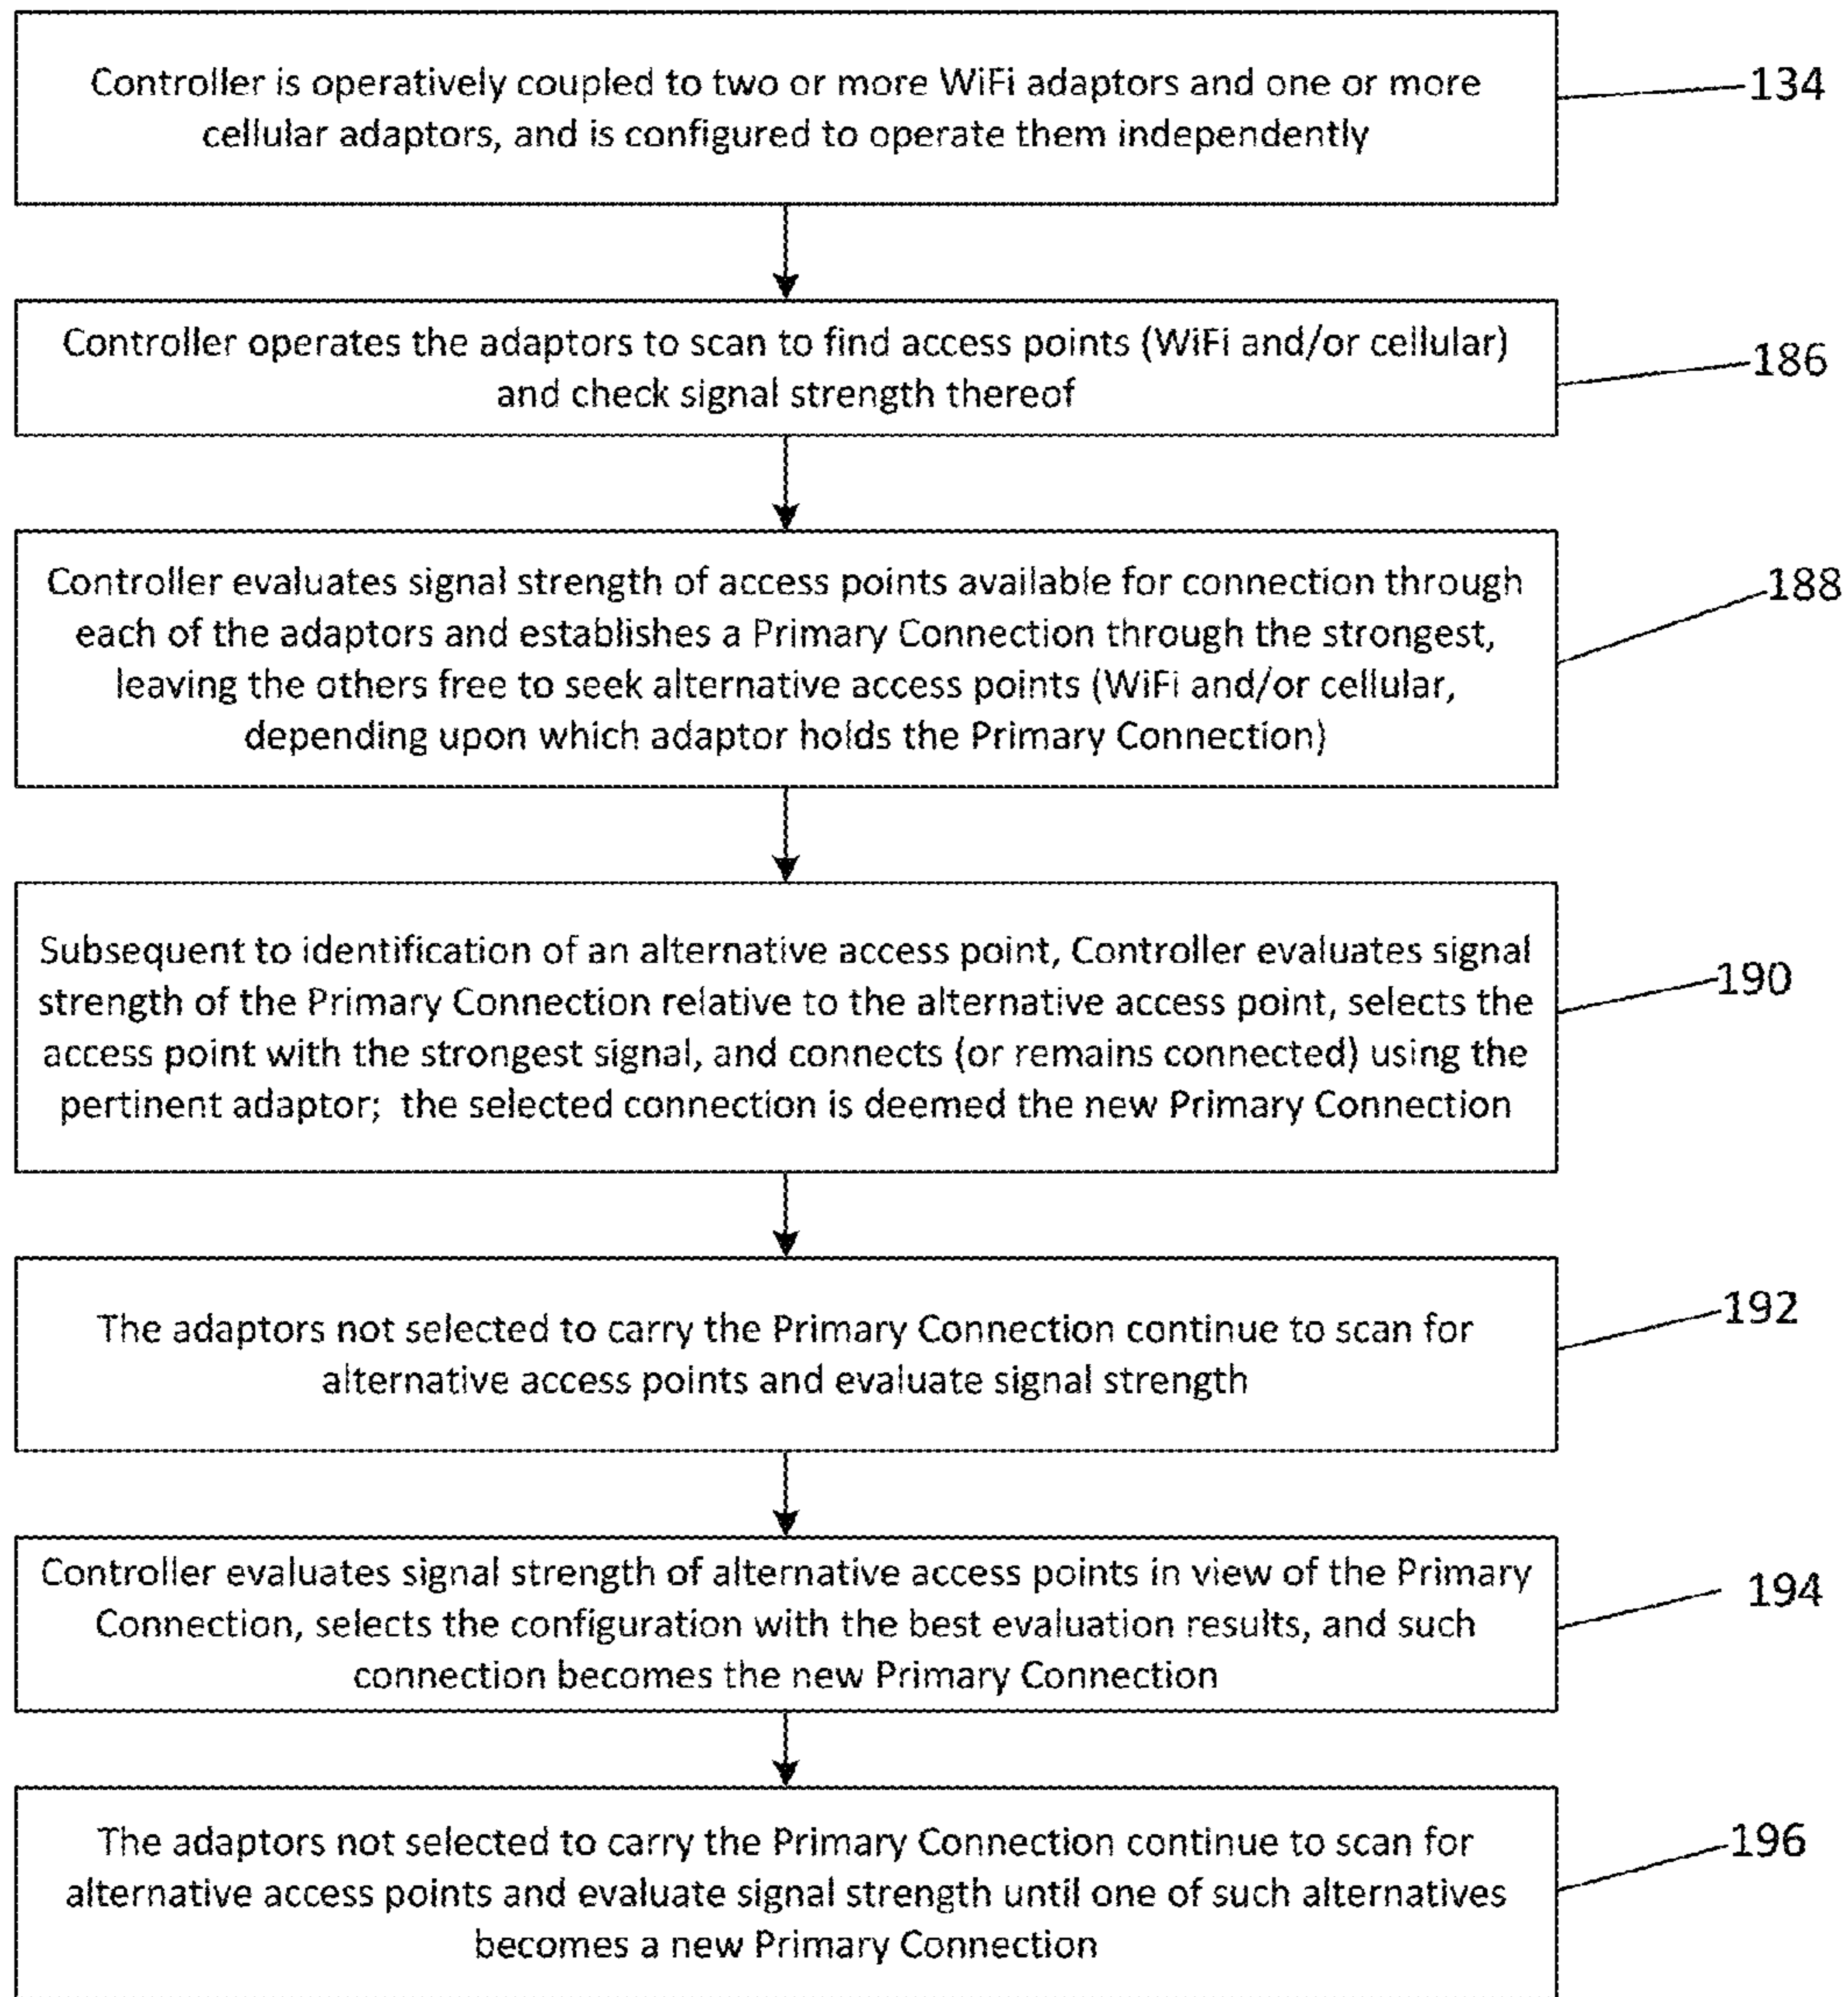 Controller is operatively coupled to two or more WiFi adaptors and one or more
cellular adaptors, and is configured to operate them independently
134
Controller operates the adaptors to scan to find access points (WiFi and/or cellular)
and check signal strength thereof
186
Controller evaluates signal strength of access points available for connection through
each of the adaptors and establishes a Primary Connection through the strongest,
leaving the others free to seek alternative access points (WiFi and/or cellular,
depending upon which adaptor holds the Primary Connection)
188
Subsequent to identification of an alternative access point, Controller evaluates signal
strength of the Primary Connection relative to the alternative access point, selects the
access point with the strongest signal, and connects (or remains connected) using the
pertinent adaptor; the selected connection is deemed the new Primary Connection
190
The adaptors not selected to carry the Primary Connection continue to scan for
alternative access points and evaluate signal strength
192
Controller evaluates signal strength of alternative access points in view of the Primary
Connection, selects the configuration with the best evaluation results, and such
connection becomes the new Primary Connection
194
The adaptors not selected to carry the Primary Connection continue to scan for
alternative access points and evaluate signal strength until one of such alternatives
becomes a new Primary Connection
196